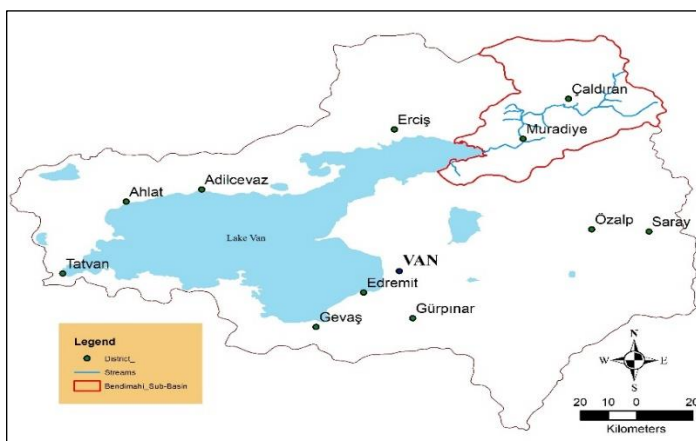 Çaldıran
Erciş
Muradiye
Adilcevaz
Ahlat
Özalp
Saray
Lake Van
VAN
Tatvan
Edremit
Gürpınar
Gevaş
Legend
District_
Streams
Bendimahi_Sub-Basin
N
W E
S
20 10 0 20
Kilometers